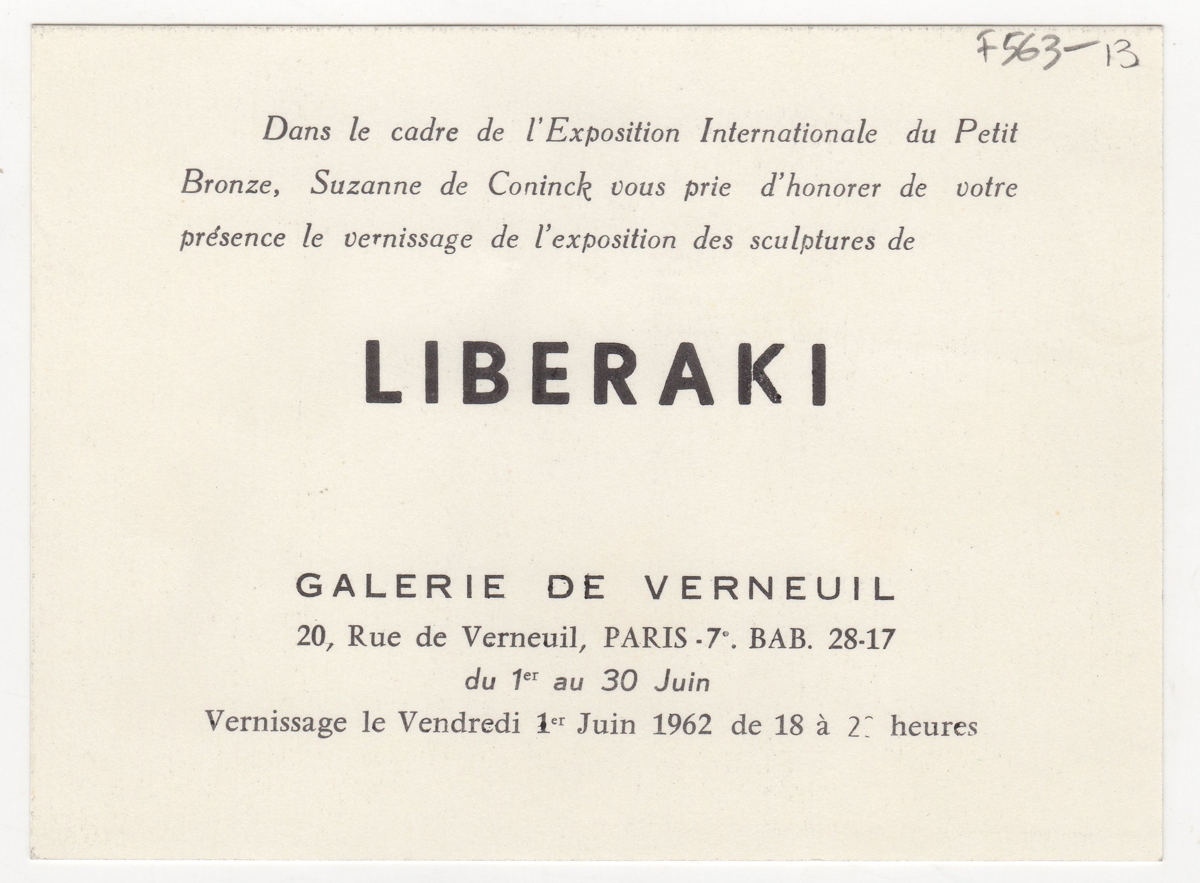 F563-13
Dans le cadre de l'Exposition Internationale du Petit
Bronze, Suzanne de Coninck vous prie d'honorer de votre
présence le vernissage de l'exposition des sculptures de
LIBERAKI
GALERIE DE VERNEUIL
20, Rue de Verneuil, PARIS-7e. BAB. 28-17
du 1er au 30 Juin
Vernissage le Vendredi 1er Juin 1962 de 18 à heures